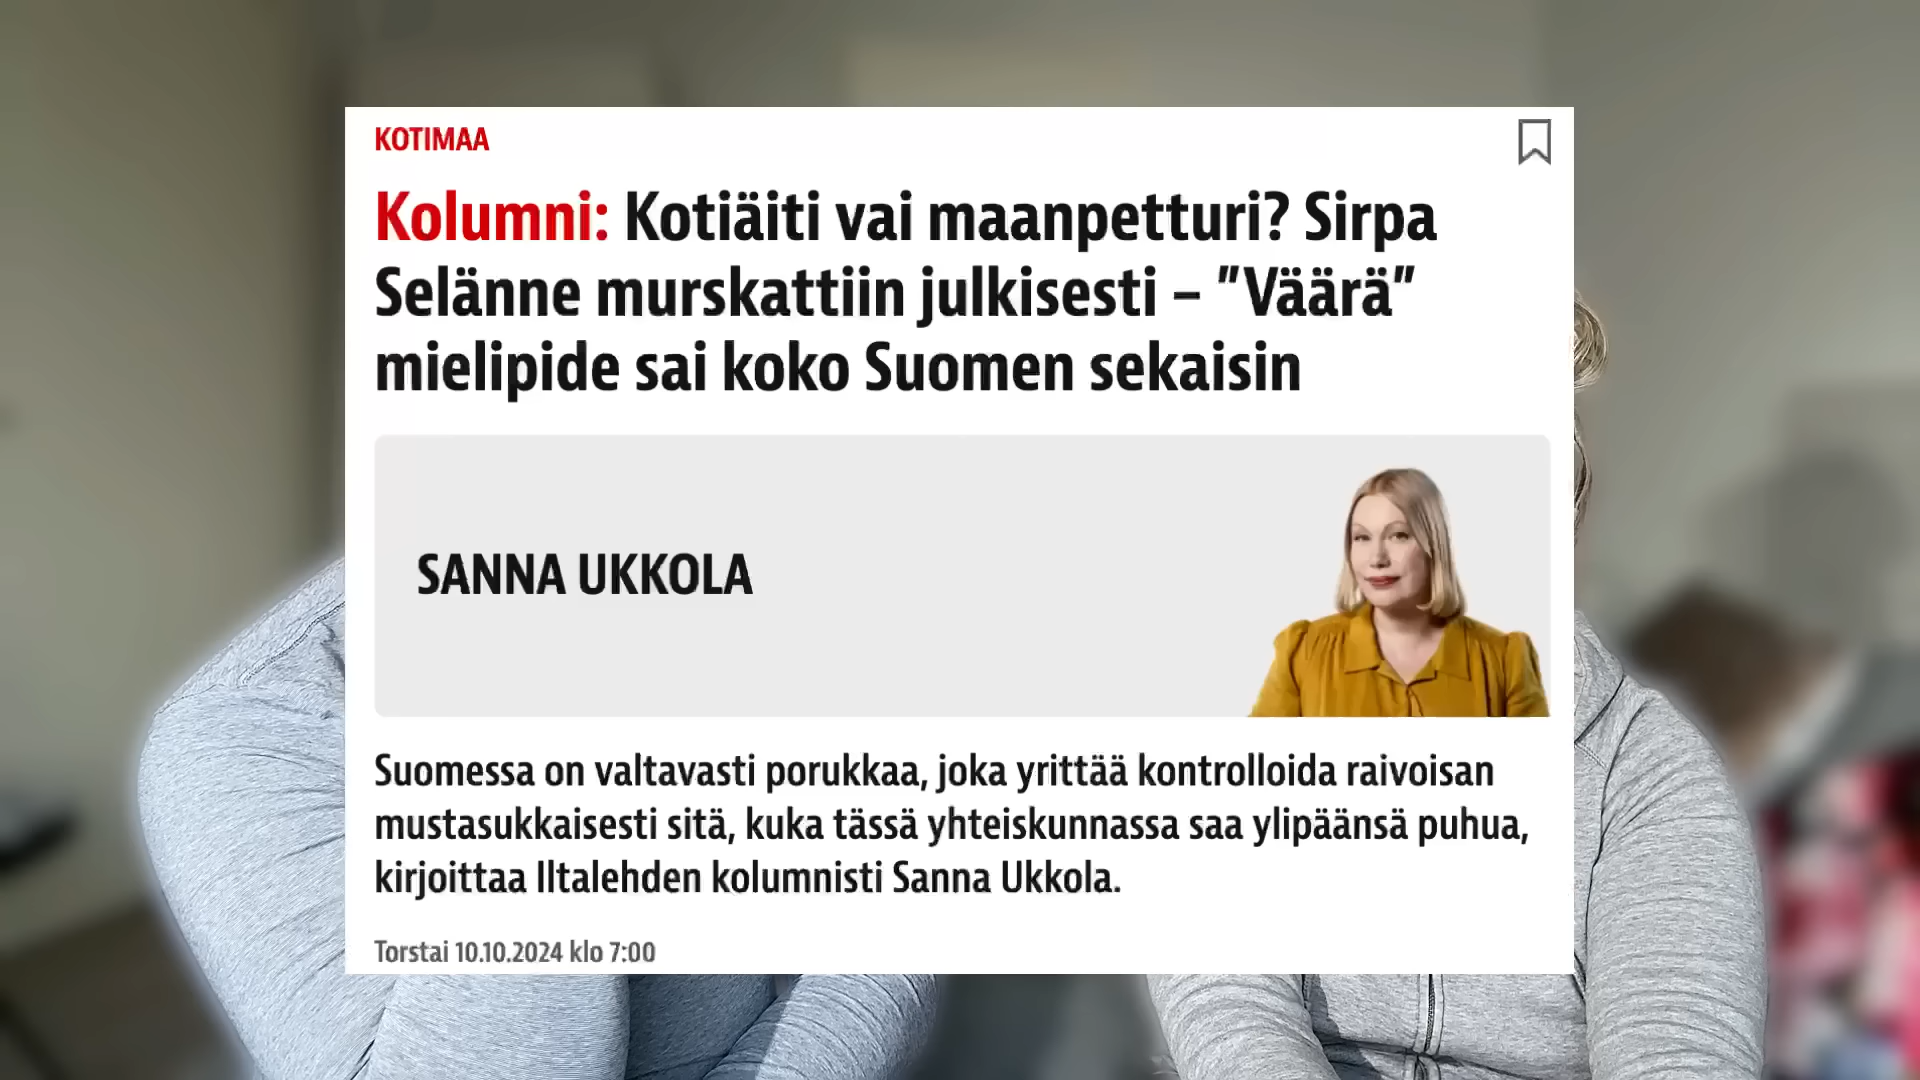 KOTIMAA
Kolumni: Kotiäiti vai maanpetturi? Sirpa
Selänne murskattiin julkisesti – ”Väärä”
mielipide sai koko Suomen sekaisin
SANNA UKKOLA
Suomessa on valtavasti porukkaa, joka yrittää kontrolloida raivoisan
mustasukkaisesti sitä, kuka tässä yhteiskunnassa saa ylipäänsä puhua,
kirjoittaa Iltalehden kolumnisti Sanna Ukkola.
Torstai 10.10.2024 klo 7:00